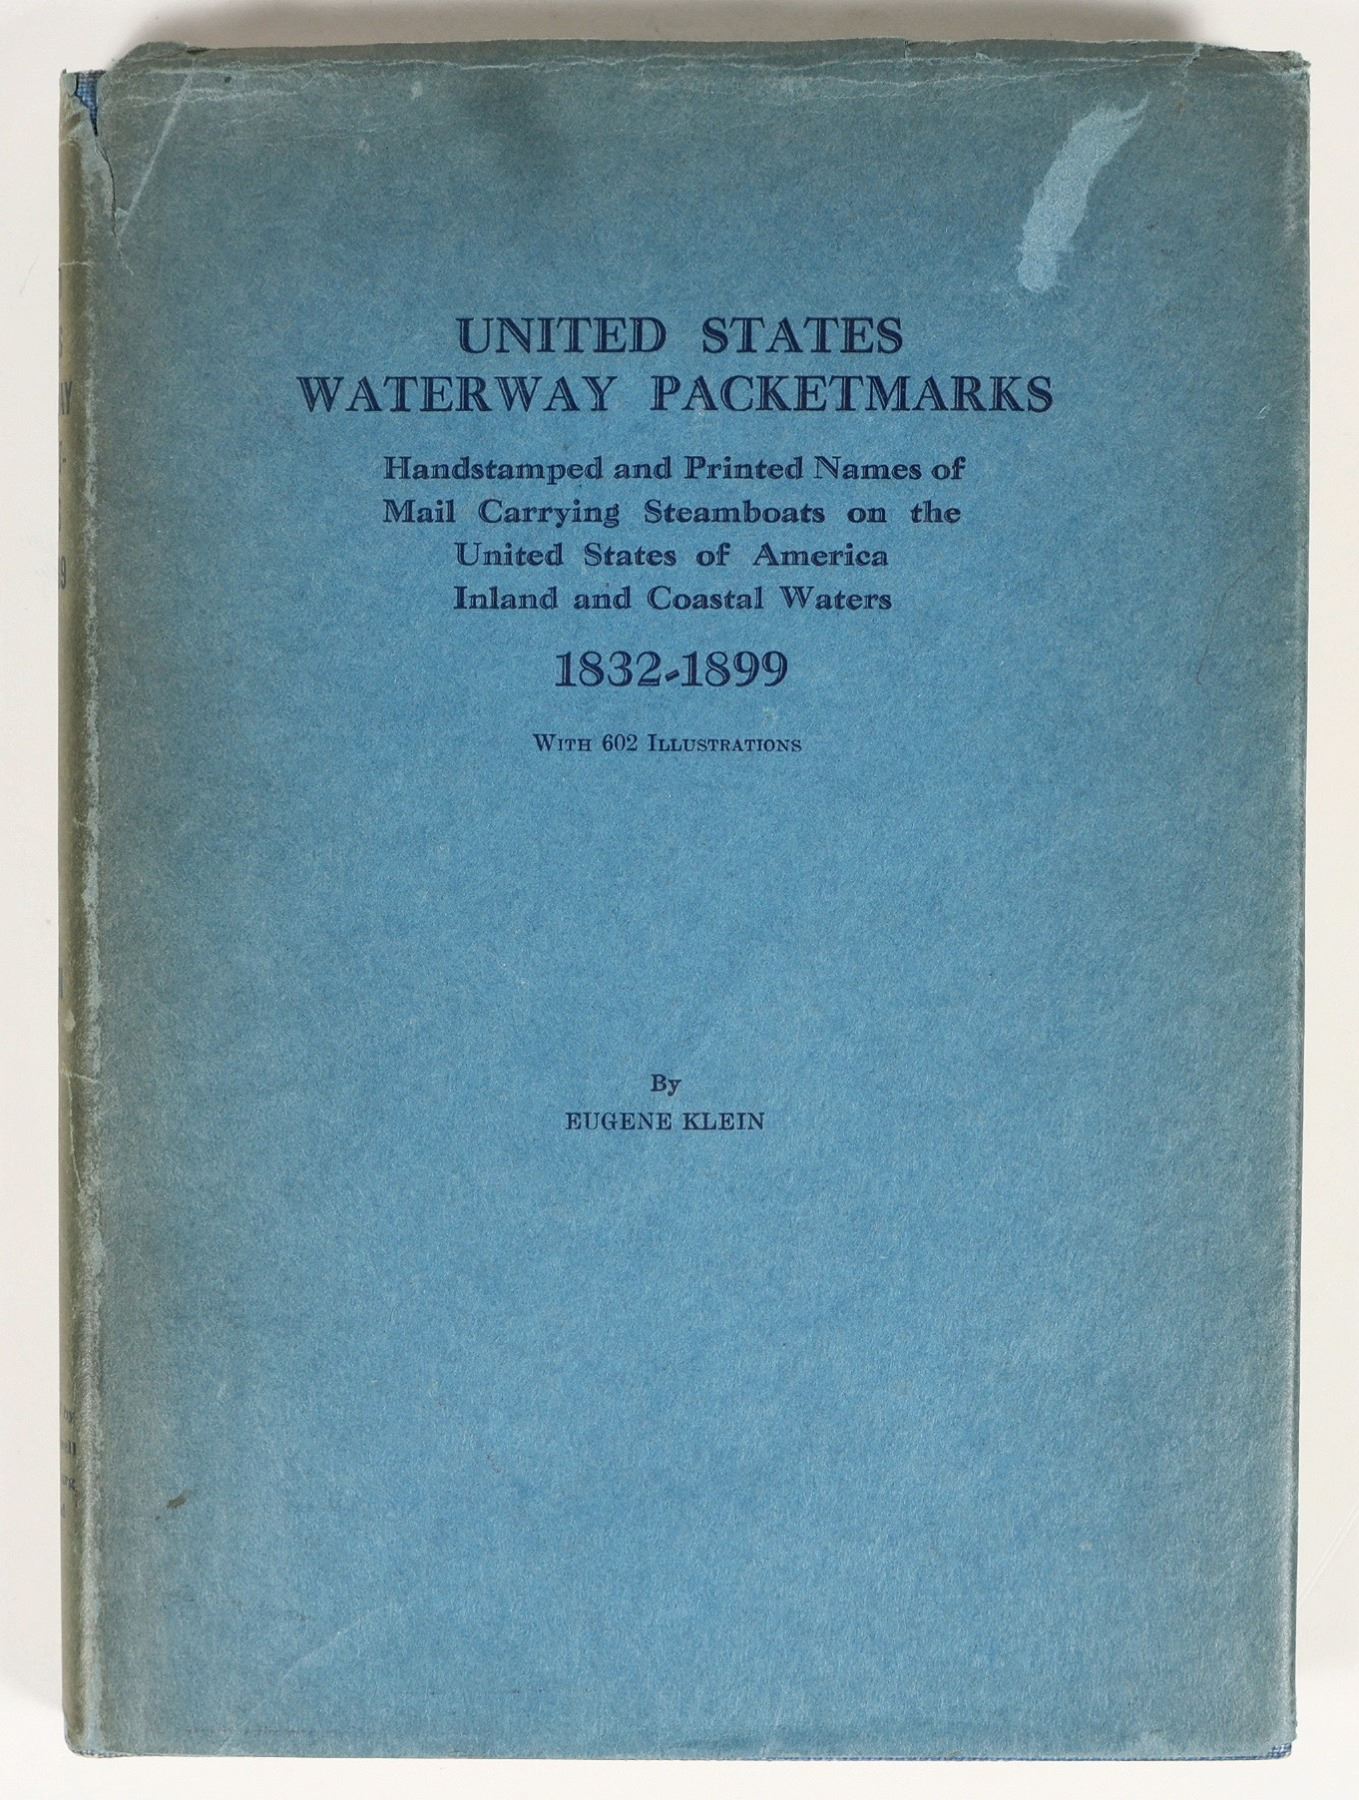 UNITED STATES
WATERWAY PACKETMARKS
Handstamped and Printed Names of
Mail Carrying Steamboats on the
United States of America
Inland and Coastal Waters
1832-1899
With 602 Illustrations
By
EUGENE KLEIN